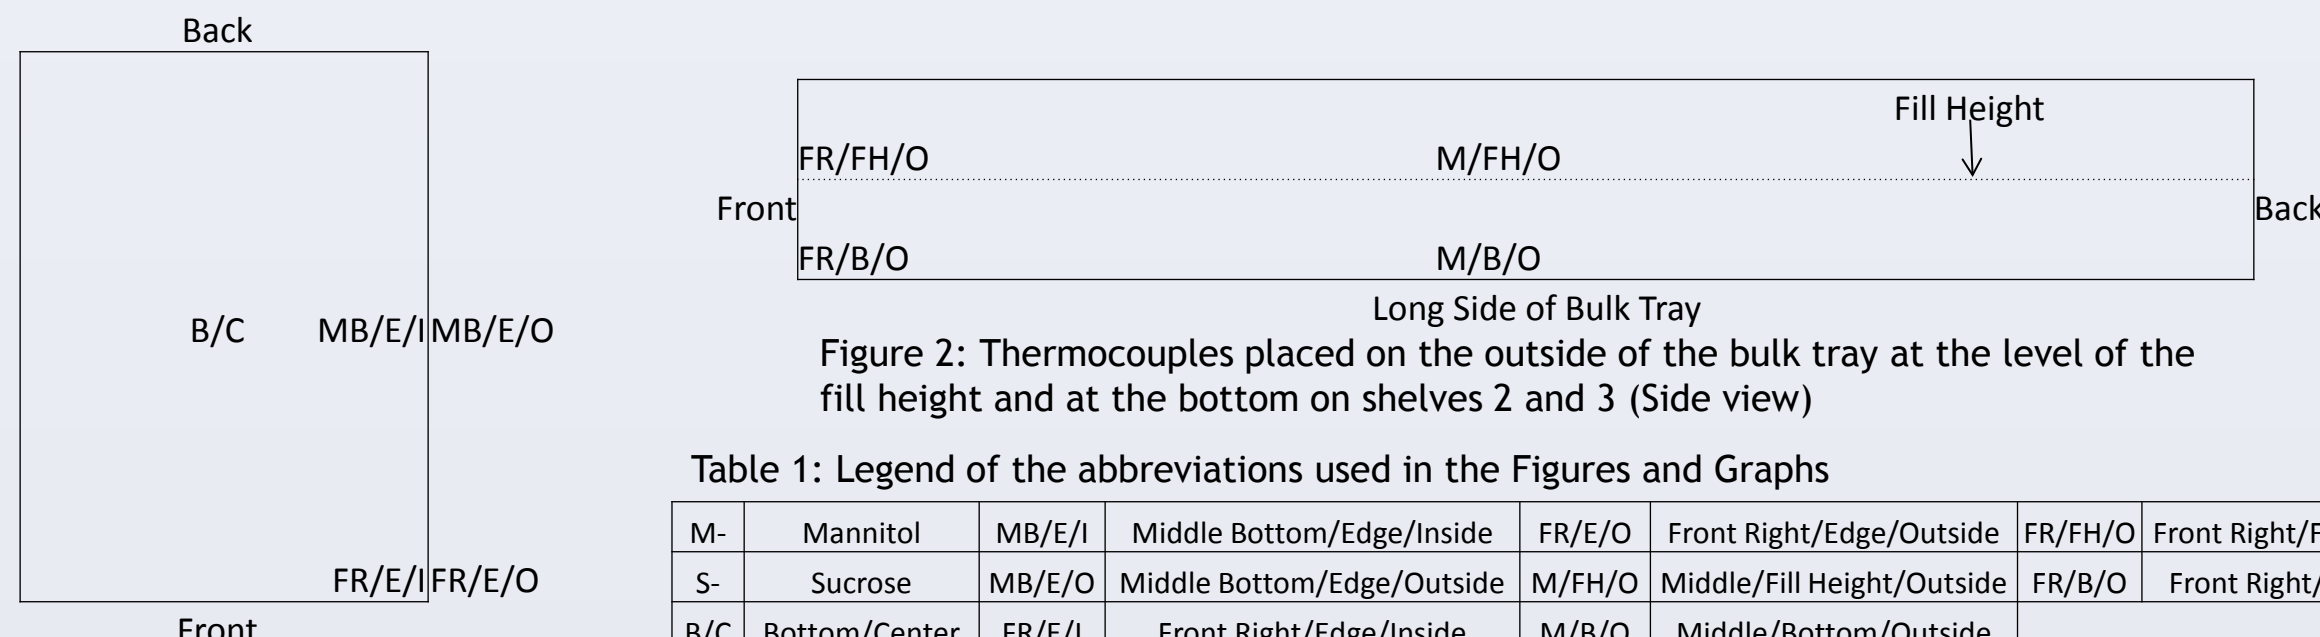 Back
B/C MB/E/I MB/E/O
FR/E/I FR/E/O
Front
Fill Height
FR/FH/O M/FH/O
Front Back
FR/B/O M/B/O
Long Side of Bulk Tray
Figure 2: Thermocouples placed on the outside of the bulk tray at the level of the
fill height and at the bottom on shelves 2 and 3 (Side view)
Table 1: Legend of the abbreviations used in the Figures and Graphs
M- Mannitol MB/E/I Middle Bottom/Edge/Inside FR/E/O Front Right/Edge/Outside FR/FH/O Front Right/F
S- Sucrose MB/E/O Middle Bottom/Edge/Outside M/FH/O Middle/Fill Height/Outside FR/B/O Front Right/
B/C Bottom/Center FR/E/I Front Right/Edge/Inside M/B/O Middle/Bottom/Outside